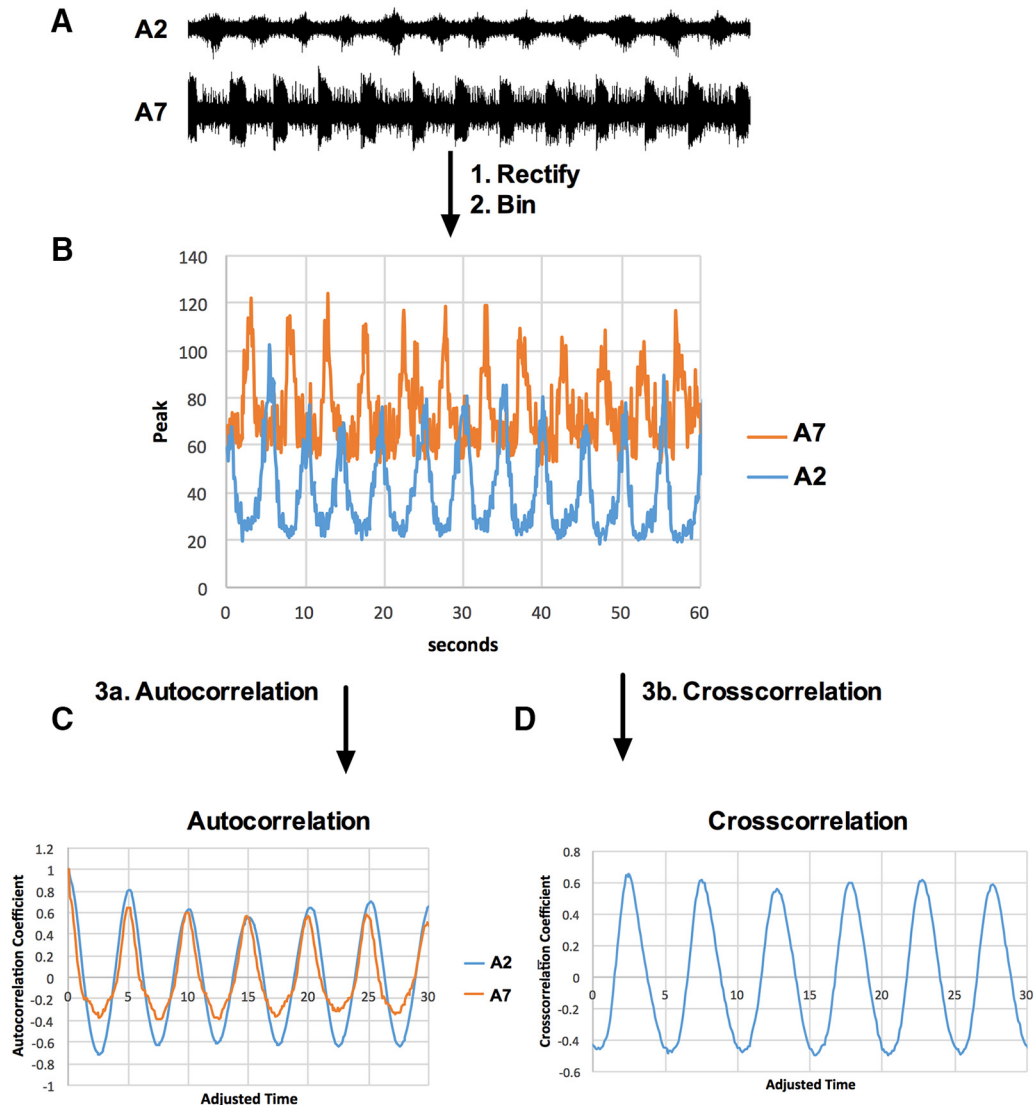 A
A2
A7
1. Rectify
2. Bin
B
140
120
100
80
60
40
20
0
Peak
0 10 20 30 40 50 60
seconds
A7
A2
3a. Autocorrelation
3b. Crosscorrelation
C
Autocorrelation
1.2
1
0.8
0.6
0.4
0.2
0
-0.2
-0.4
-0.6
-0.8
-1
Autocorrelation Coefficient
0 5 10 15 20 25 30
Adjusted Time
A2
A7
D
Crosscorrelation
0.8
0.6
0.4
0.2
0
-0.2
-0.4
-0.6
Crosscorrelation Coefficient
0 5 10 15 20 25 30
Adjusted Time